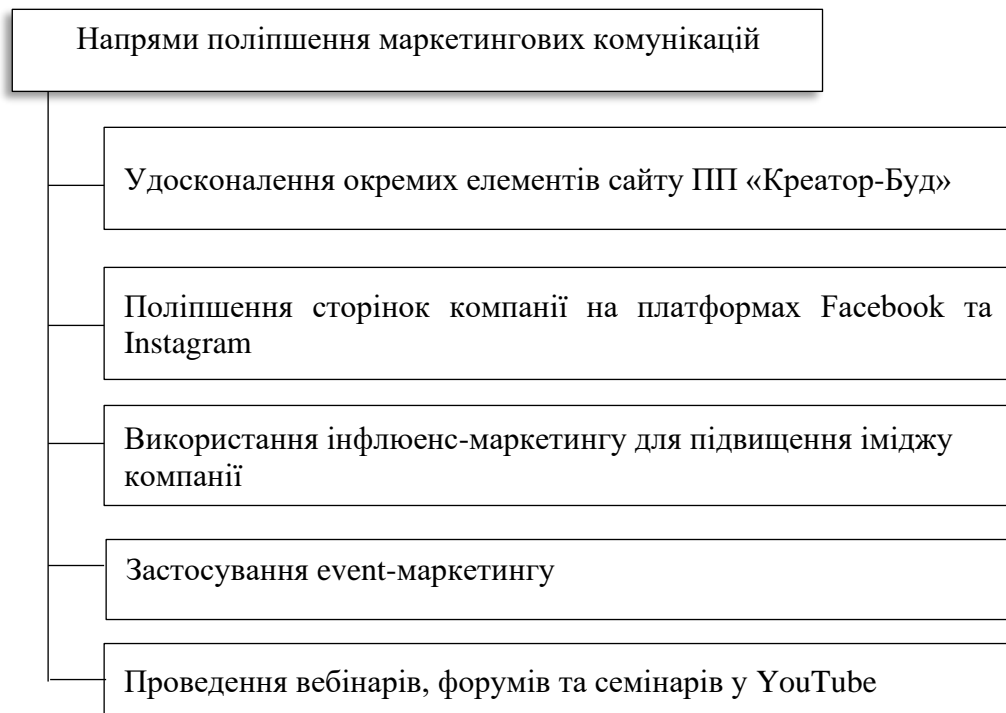 Напрями поліпшення маркетингових комунікацій
Удосконалення окремих елементів сайту ПП «Креатор-Буд»
Поліпшення сторінок компанії на платформах Facebook та
Instagram
Використання інфлюенс-маркетингу для підвищення іміджу
компанії
Застосування event-маркетингу
Проведення вебінарів, форумів та семінарів у YouTube